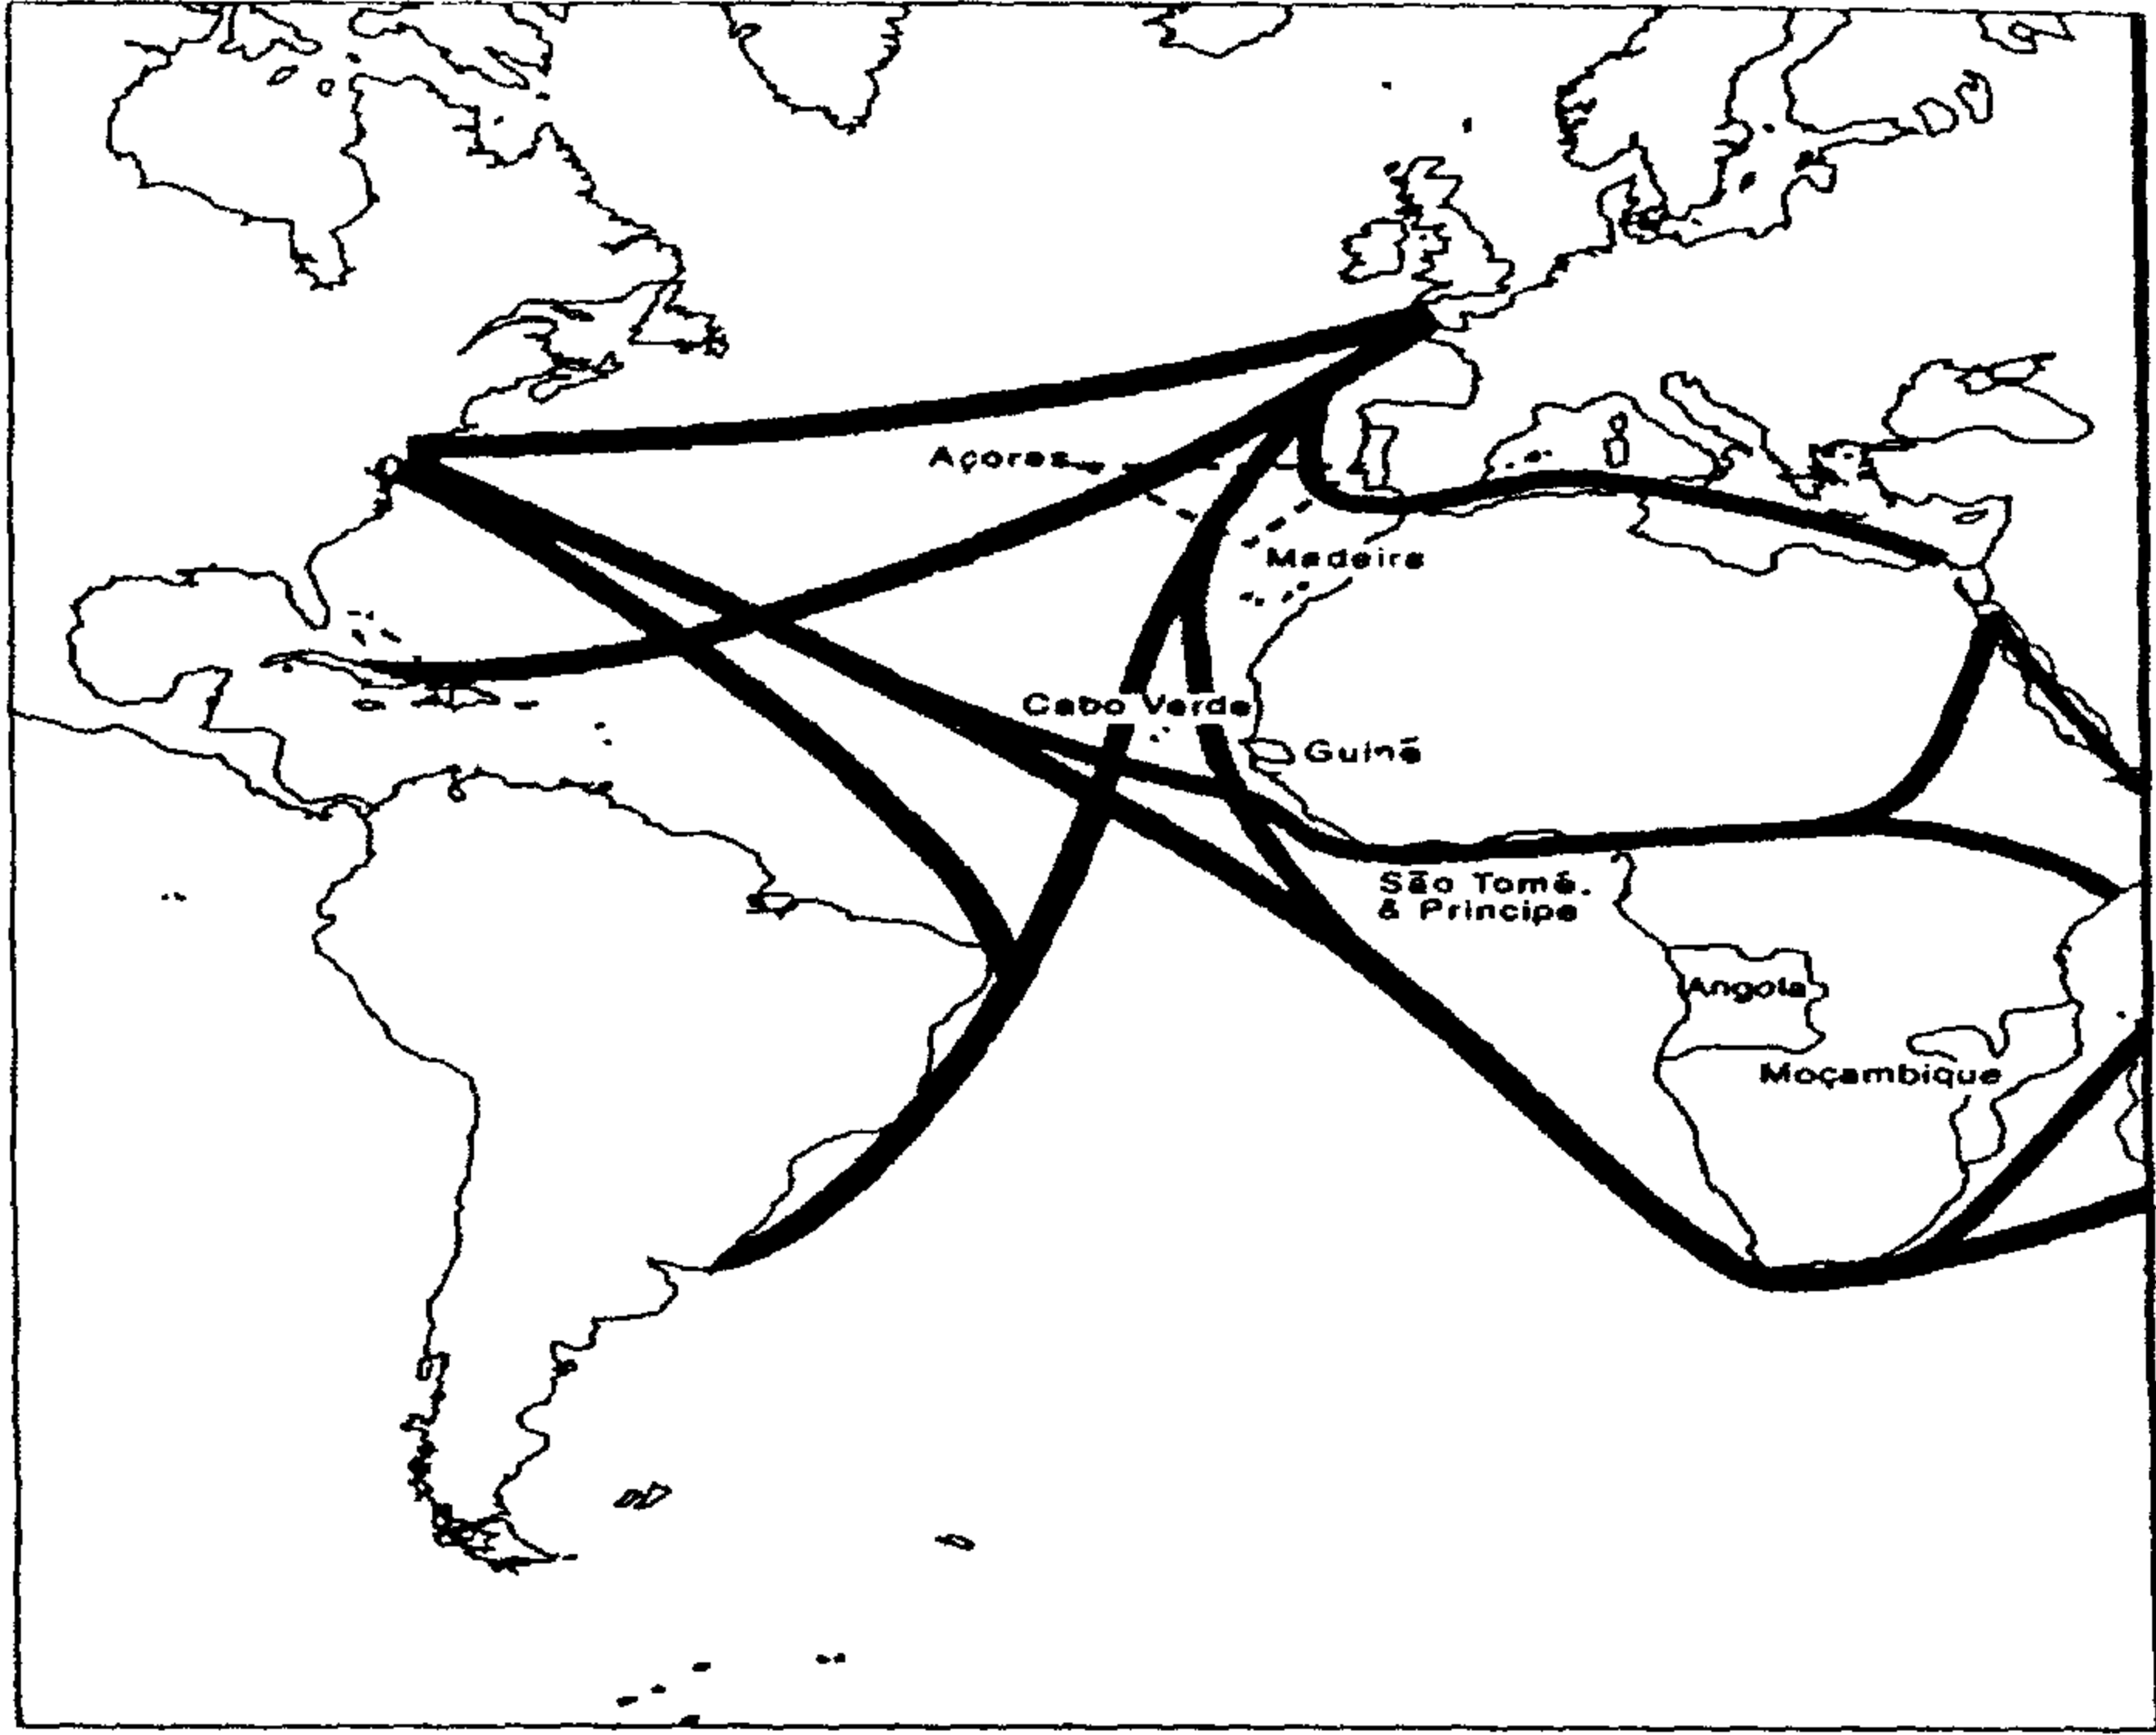 Açores
Madeira
Cabo Verde
Guiné
São Tomé.
& Principe
Angola
Moçambique